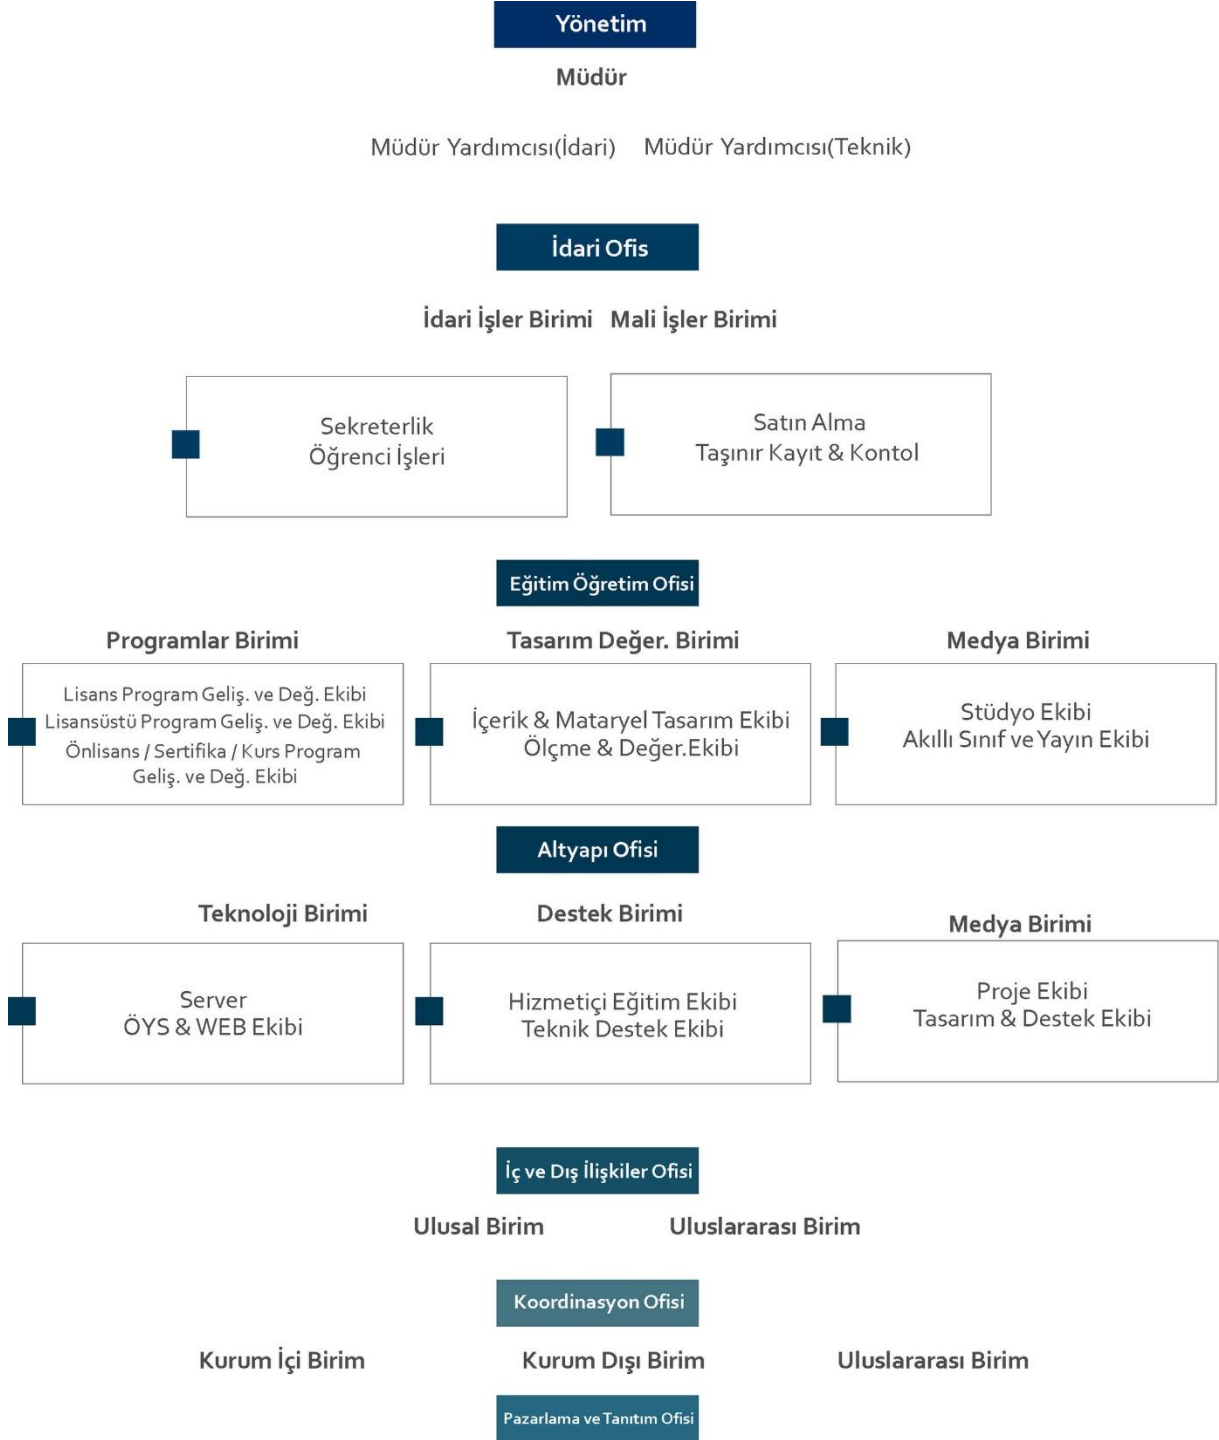 Yönetim
Müdür
Müdür Yardımcısı(İdari) Müdür Yardımcısı(Teknik)
İdari Ofis
İdari İşler Birimi Mali İşler Birimi
Sekreterlik
Öğrenci İşleri
Satın Alma
Taşınır Kayıt & Kontol
Eğitim Öğretim Ofisi
Programlar Birimi
Lisans Program Geliş. ve Değ. Ekibi
Lisansüstü Program Geliş. ve Değ. Ekibi
Önlisans / Sertifika / Kurs Program
Geliş. ve Değ. Ekibi
Tasarım Değer. Birimi
İçerik & Mataryel Tasarım Ekibi
Ölçme & Değer.Ekibi
Medya Birimi
Stüdyo Ekibi
Akıllı Sınıf ve Yayın Ekibi
Altyapı Ofisi
Teknoloji Birimi
Server
ÖYS & WEB Ekibi
Destek Birimi
Hizmetiçi Eğitim Ekibi
Teknik Destek Ekibi
Medya Birimi
Proje Ekibi
Tasarım & Destek Ekibi
İç ve Dış İlişkiler Ofisi
Ulusal Birim Uluslararası Birim
Koordinasyon Ofisi
Kurum İçi Birim Kurum Dışı Birim Uluslararası Birim
Pazarlama ve Tanıtım Ofisi